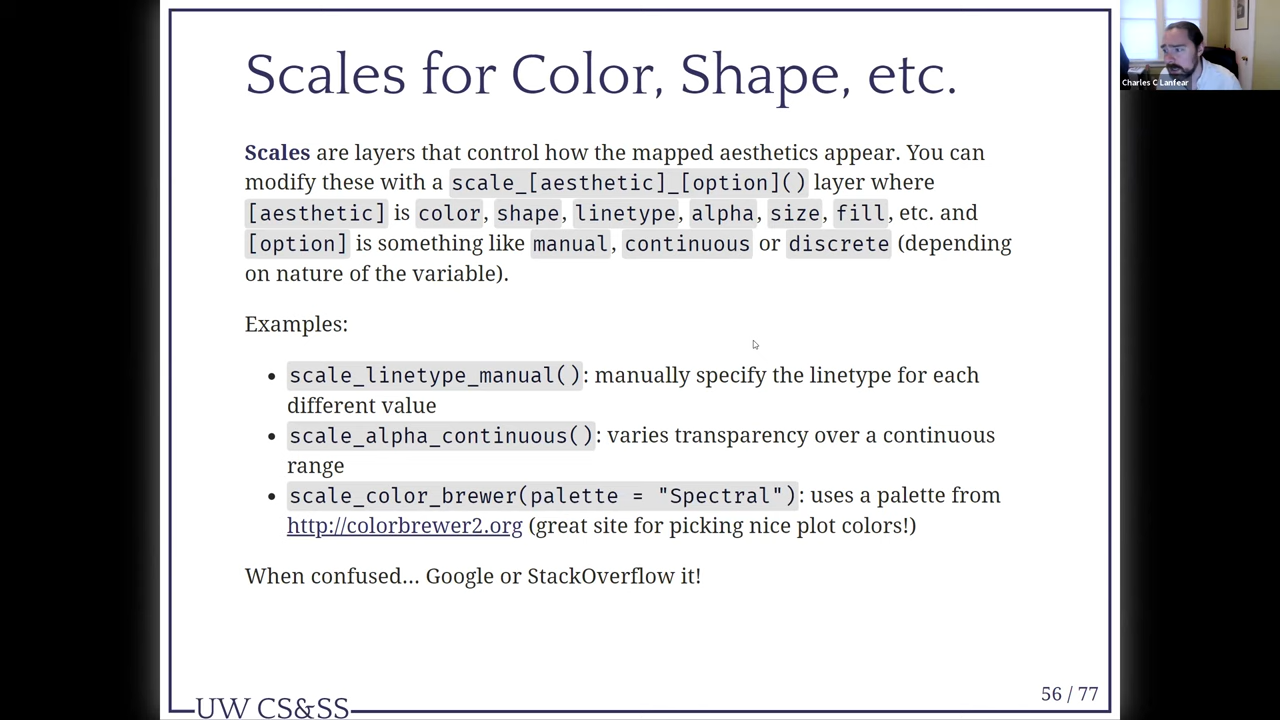 Scales for Color, Shape, etc.
Charles C Lanfear
Scales are layers that control how the mapped aesthetics appear. You can
modify these with a scale_[aesthetic]_[option]() layer where
[aesthetic] is color, shape, linetype, alpha, size, fill, etc. and
[option] is something like manual, continuous or discrete (depending
on nature of the variable).
Examples:
• scale_linetype_manual(): manually specify the linetype for each
different value
• scale_alpha_continuous(): varies transparency over a continuous
range
• scale_color_brewer(palette = "Spectral"): uses a palette from
http://colorbrewer2.org (great site for picking nice plot colors!)
When confused... Google or StackOverflow it!
56 / 77
UW CS&SS